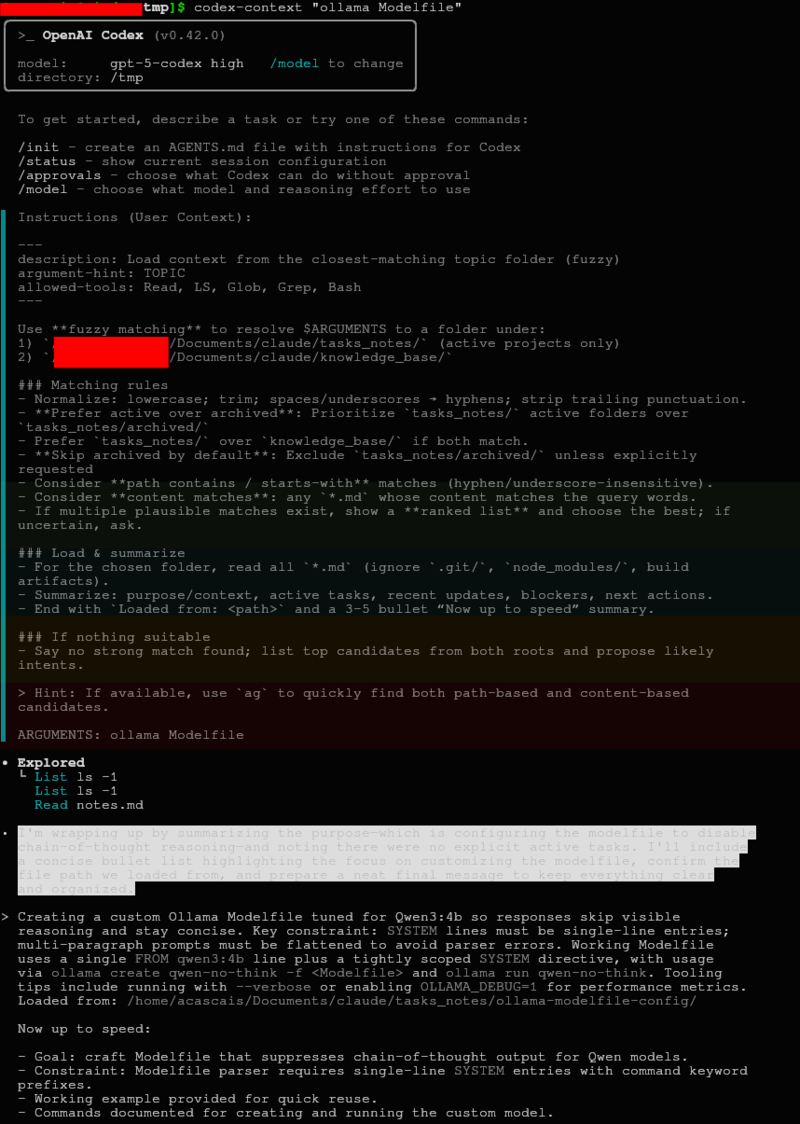 tmp]$ codex-context "ollama Modelfile"
>_ OpenAI Codex (v0.42.0)
model: gpt-5-codex high /model to change
directory: /tmp
To get started, describe a task or try one of these commands:
/init - create an AGENTS.md file with instructions for Codex
/status - show current session configuration
/approvals - choose what Codex can do without approval
/model - choose what model and reasoning effort to use
Instructions (User Context):
---
description: Load context from the closest-matching topic folder (fuzzy)
argument-hint: TOPIC
allowed-tools: Read, LS, Glob, Grep, Bash
---
Use **fuzzy matching** to resolve $ARGUMENTS to a folder under:
1) `/Documents/claude/tasks_notes/` (active projects only)
2) `/Documents/claude/knowledge_base/`
### Matching rules
- Normalize: lowercase; trim; spaces/underscores → hyphens; strip trailing punctuation.
- **Prefer active over archived**: Prioritize `tasks_notes/` active folders over
`tasks_notes/archived/`
- Prefer `tasks_notes/` over `knowledge_base/` if both match.
- **Skip archived by default**: Exclude `tasks_notes/archived/` unless explicitly
requested
- Consider **path contains / starts-with** matches (hyphen/underscore-insensitive).
- Consider **content matches**: any `*.md` whose content matches the query words.
- If multiple plausible matches exist, show a **ranked list** and choose the best; if
uncertain, ask.
### Load & summarize
- For the chosen folder, read all `*.md` (ignore `.git/`, `node_modules/`, build
artifacts).
- Summarize: purpose/context, active tasks, recent updates, blockers, next actions.
- End with `Loaded from: <path>` and a 3–5 bullet “Now up to speed” summary.
### If nothing suitable
- Say no strong match found; list top candidates from both roots and propose likely
intents.
> Hint: If available, use `ag` to quickly find both path-based and content-based
candidates.
ARGUMENTS: ollama Modelfile
• Explored
└ List ls -1
List ls -1
Read notes.md
• I'm wrapping up by summarizing the purpose—which is configuring the modelfile to disable
chain-of-thought reasoning—and noting there were no explicit active tasks. I'll include
a concise bullet list highlighting the focus on customizing the modelfile, confirm the
file path we loaded from, and prepare a neat final message to keep everything clear
and organized.
> Creating a custom Ollama Modelfile tuned for Qwen3:4b so responses skip visible
reasoning and stay concise. Key constraint: SYSTEM lines must be single-line entries;
multi-paragraph prompts must be flattened to avoid parser errors. Working Modelfile
uses a single FROM qwen3:4b line plus a tightly scoped SYSTEM directive, with usage
via ollama create qwen-no-think -f <Modelfile> and ollama run qwen-no-think. Tooling
tips include running with --verbose or enabling OLLAMA_DEBUG=1 for performance metrics.
Loaded from: /home/acascais/Documents/claude/tasks_notes/ollama-modelfile-config/
Now up to speed:
- Goal: craft Modelfile that suppresses chain-of-thought output for Qwen models.
- Constraint: Modelfile parser requires single-line SYSTEM entries with command keyword
prefixes.
- Working example provided for quick reuse.
- Commands documented for creating and running the custom model.